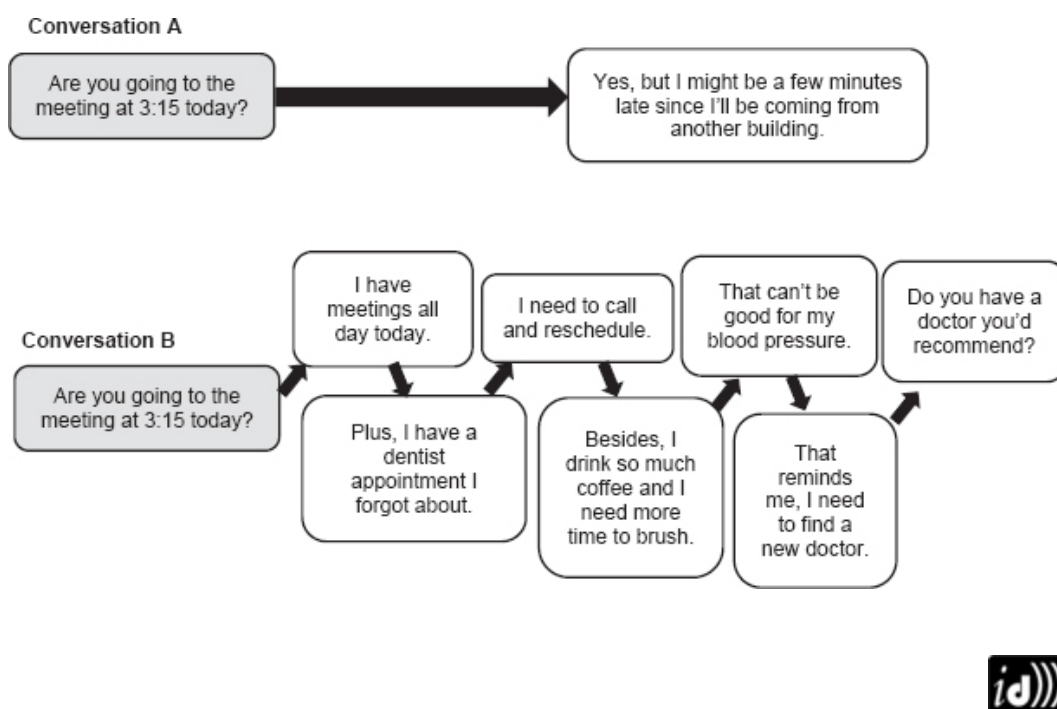 Conversation A
Are you going to the
meeting at 3:15 today?
Yes, but I might be a few minutes
late since I'll be coming from
another building.
Conversation B
Are you going to the
meeting at 3:15 today?
I have
meetings all
day today.
Plus, I have a
dentist
appointment I
forgot about.
I need to call
and reschedule.
Besides, I
drink so much
coffee and I
need more
time to brush.
That can't be
good for my
blood pressure.
That
reminds
me, I need
to find a
new doctor.
Do you have a
doctor you'd
recommend?
id